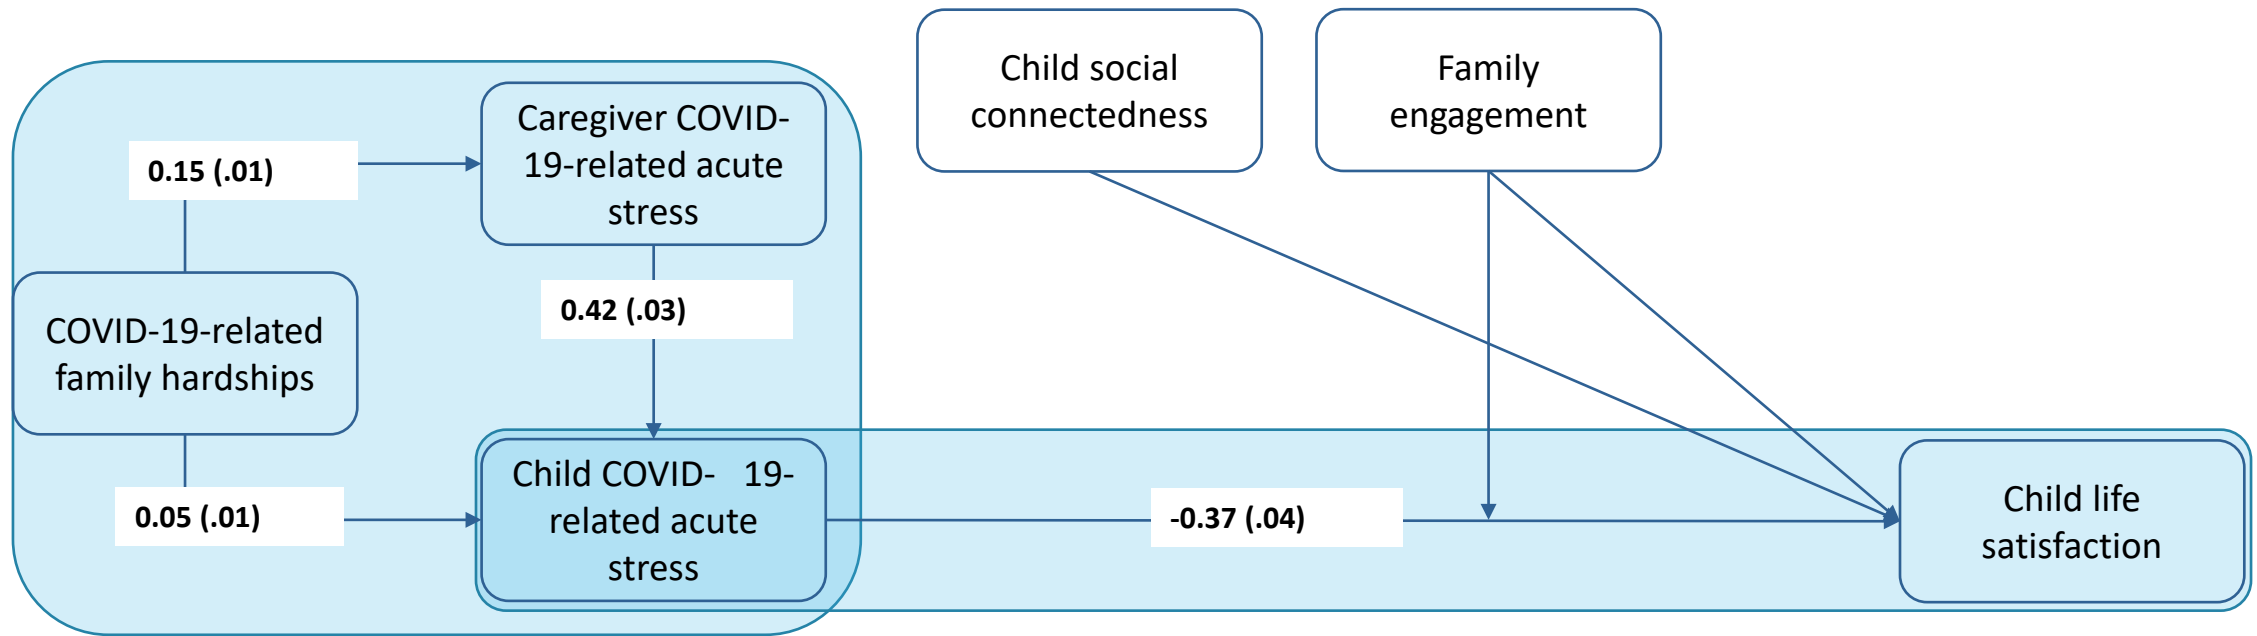 Child social
connectedness
Family
engagement
Caregiver COVID-
19-related acute
stress
0.15 (.01)
0.42 (.03)
COVID-19-related
family hardships
Child COVID- 19-
related acute
stress
0.05 (.01)
-0.37 (.04)
Child life
satisfaction